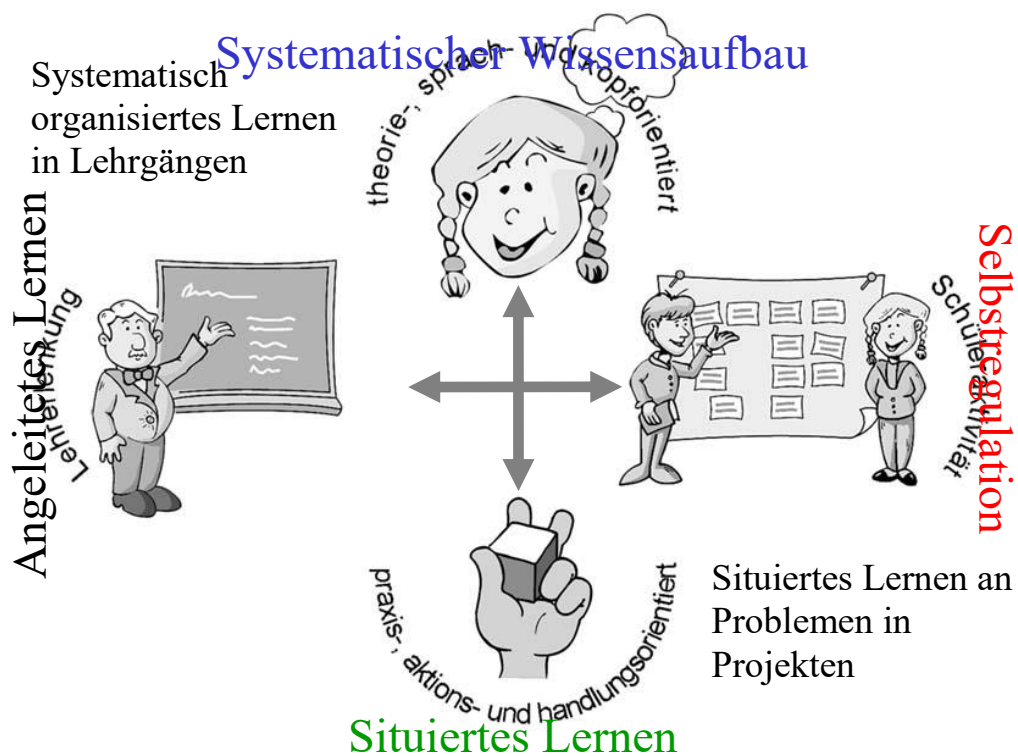 Systematischer Wissensaufbau
Systematisch
organisiertes Lernen
in Lehrgängen
theorie-, sprach- und kopforientiert
Angeleitetes Lernen
Lehrerlenkung
Schüleraktivität
Selbstregulation
praxis-, aktions- und handlungsorientiert
Situiertes Lernen an
Problemen in
Projekten
Situiertes Lernen